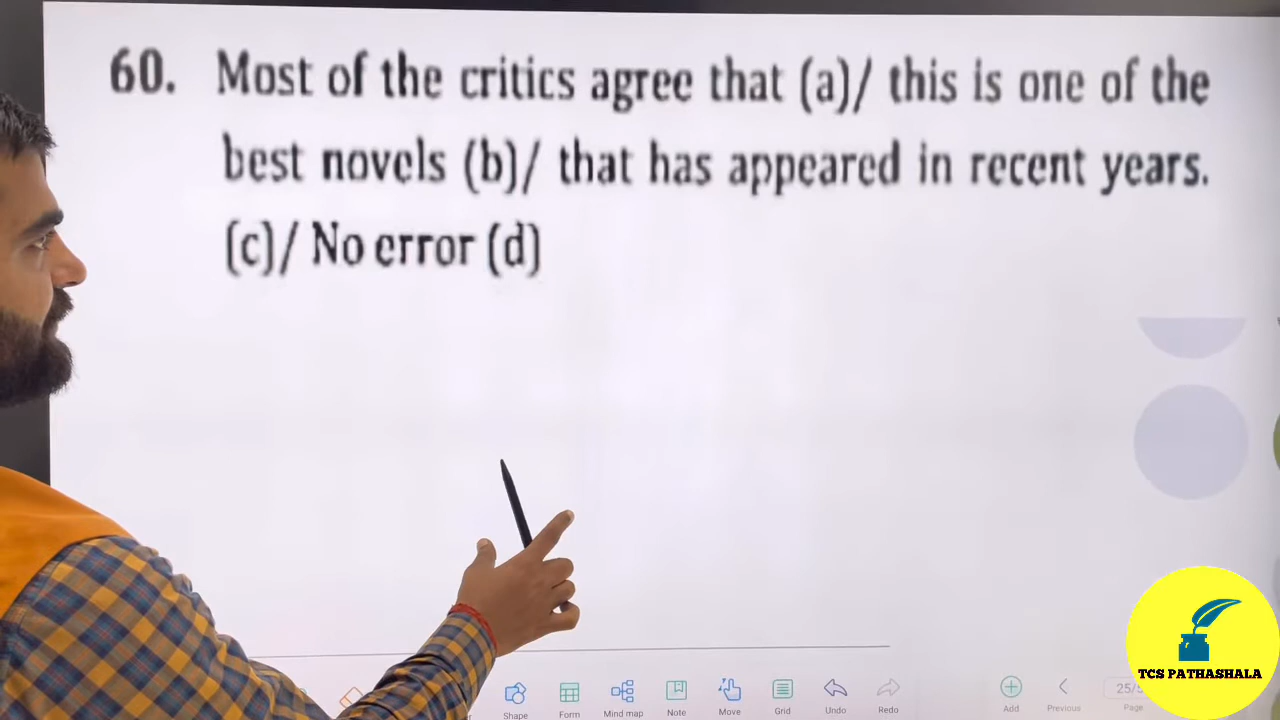 60. Most of the critics agree that (a)/ this is one of the
best novels (b)/ that has appeared in recent years.
(c)/ No error (d)
TCS PATHASHALA
Shape Form Mind map Note Move Grid Undo Redo Add Previous Page